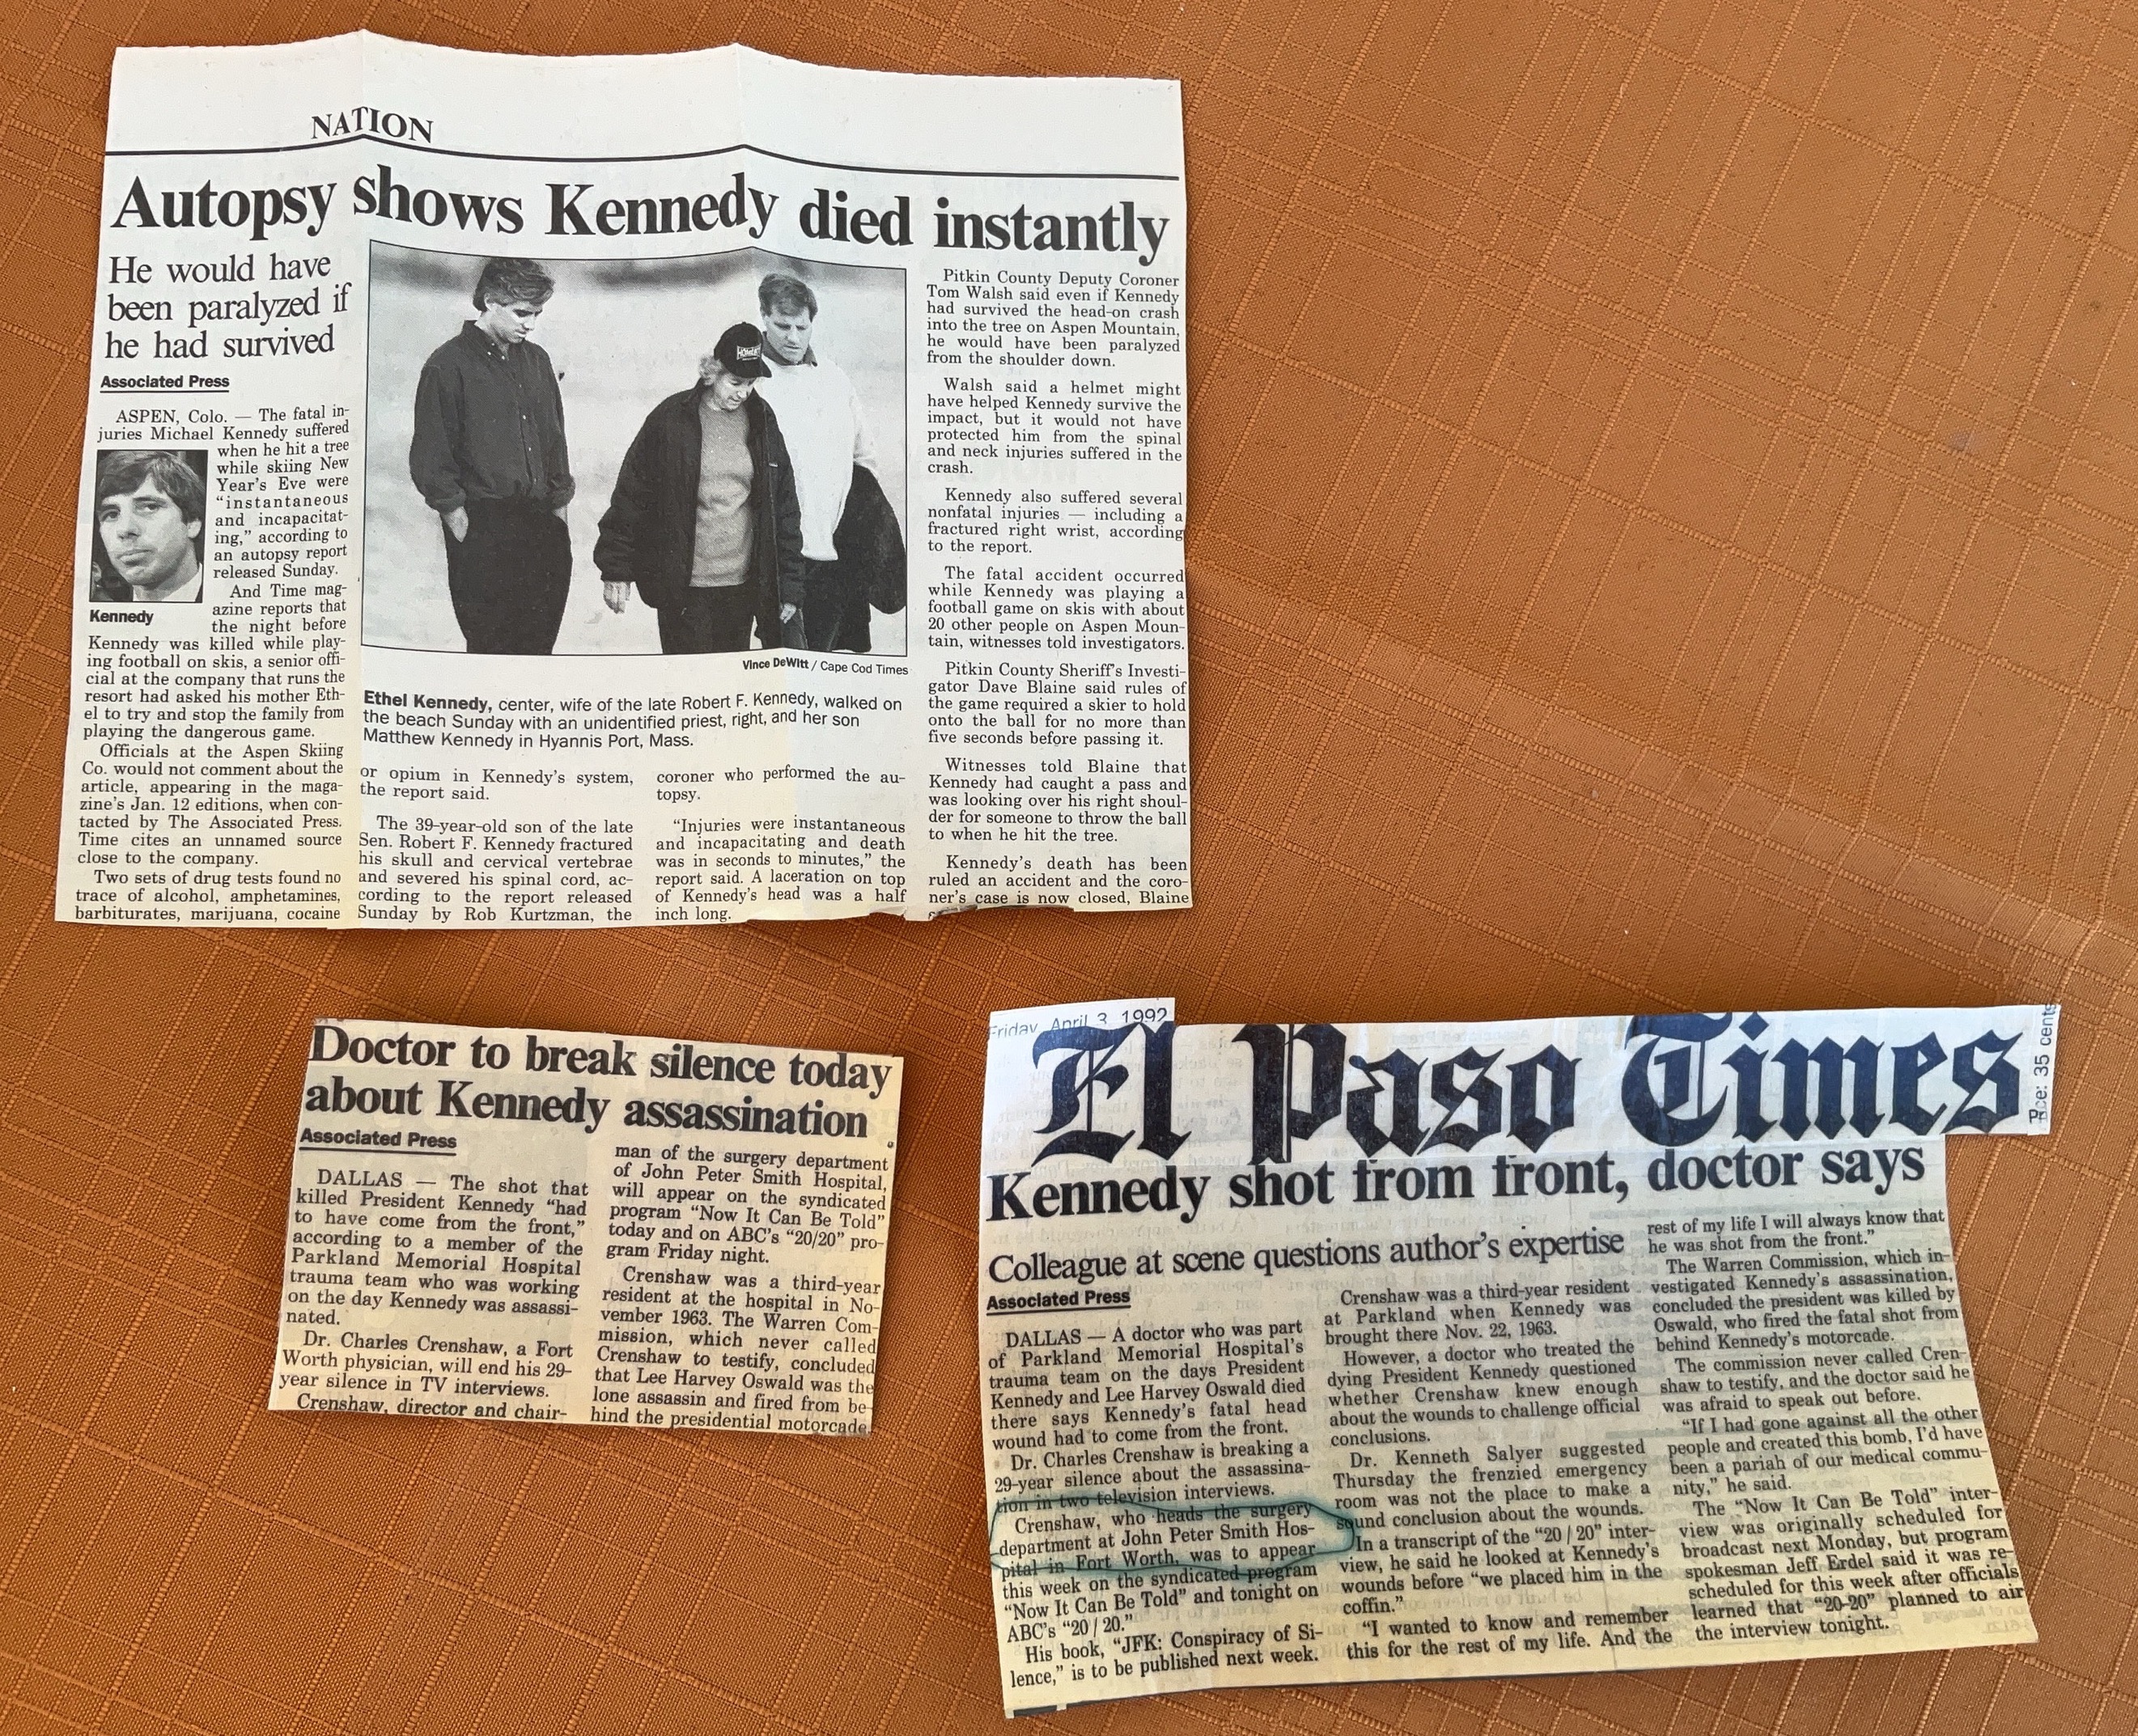 NATION
Autopsy shows Kennedy died instantly
He would have
been paralyzed if
he had survived
Associated Press
ASPEN, Colo. — The fatal in-
juries Michael Kennedy suffered
when he hit a tree
while skiing New
Year's Eve were
“instantaneous
and incapacitat-
ing,” according to
an autopsy report
released Sunday.
And Time mag-
azine reports that
the night before
Kennedy
Kennedy was killed while play-
ing football on skis, a senior offi-
cial at the company that runs the
resort had asked his mother Eth-
el to try and stop the family from
playing the dangerous game.
Officials at the Aspen Skiing
Co. would not comment about the
article, appearing in the maga-
zine's Jan. 12 editions, when con-
tacted by The Associated Press.
Time cites an unnamed source
close to the company.
Two sets of drug tests found no
trace of alcohol, amphetamines,
barbiturates, marijuana, cocaine
HOME
Vince DeWitt / Cape Cod Times
Ethel Kennedy, center, wife of the late Robert F. Kennedy, walked on
the beach Sunday with an unidentified priest, right, and her son
Matthew Kennedy in Hyannis Port, Mass.
or opium in Kennedy's system,
the report said.
The 39-year-old son of the late
Sen. Robert F. Kennedy fractured
his skull and cervical vertebrae
and severed his spinal cord, ac-
cording to the report released
Sunday by Rob Kurtzman, the
coroner who performed the au-
topsy.
“Injuries were instantaneous
and incapacitating and death
was in seconds to minutes,” the
report said. A laceration on top
of Kennedy's head was a half
inch long.
Pitkin County Deputy Coroner
Tom Walsh said even if Kennedy
had survived the head-on crash
into the tree on Aspen Mountain,
he would have been paralyzed
from the shoulder down.
Walsh said a helmet might
have helped Kennedy survive the
impact, but it would not have
protected him from the spinal
and neck injuries suffered in the
crash.
Kennedy also suffered several
nonfatal injuries — including a
fractured right wrist, according
to the report.
The fatal accident occurred
while Kennedy was playing a
football game on skis with about
20 other people on Aspen Moun-
tain, witnesses told investigators.
Pitkin County Sheriff's Investi-
gator Dave Blaine said rules of
the game required a skier to hold
onto the ball for no more than
five seconds before passing it.
Witnesses told Blaine that
Kennedy had caught a pass and
was looking over his right shoul-
der for someone to throw the ball
to when he hit the tree.
Kennedy's death has been
ruled an accident and the coro-
ner's case is now closed, Blaine
Doctor to break silence today
about Kennedy assassination
Associated Press
DALLAS — The shot that
killed President Kennedy “had
to have come from the front,”
according to a member of the
Parkland Memorial Hospital
trauma team who was working
on the day Kennedy was assassi-
nated.
Dr. Charles Crenshaw, a Fort
Worth physician, will end his 29-
year silence in TV interviews.
Crenshaw, director and chair-
man of the surgery department
of John Peter Smith Hospital,
will appear on the syndicated
program “Now It Can Be Told”
today and on ABC's “20/20” pro-
gram Friday night.
Crenshaw was a third-year
resident at the hospital in No-
vember 1963. The Warren Com-
mission, which never called
Crenshaw to testify, concluded
that Lee Harvey Oswald was the
lone assassin and fired from be-
hind the presidential motorcade.
Friday, April 3, 1992
El Paso Times
35 cents
Kennedy shot from front, doctor says
Colleague at scene questions author's expertise
Associated Press
DALLAS — A doctor who was part
of Parkland Memorial Hospital's
trauma team on the days President
Kennedy and Lee Harvey Oswald died
there says Kennedy's fatal head
wound had to come from the front.
Dr. Charles Crenshaw is breaking a
29-year silence about the assassina-
tion in two television interviews.
Crenshaw, who heads the surgery
department at John Peter Smith Hos-
pital in Fort Worth, was to appear
this week on the syndicated program
“Now It Can Be Told” and tonight on
ABC's “20 / 20.”
His book, “JFK: Conspiracy of Si-
lence,” is to be published next week.
Crenshaw was a third-year resident
at Parkland when Kennedy was
brought there Nov. 22, 1963.
However, a doctor who treated the
dying President Kennedy questioned
whether Crenshaw knew enough
about the wounds to challenge official
conclusions.
Dr. Kenneth Salyer suggested
Thursday the frenzied emergency
room was not the place to make a
sound conclusion about the wounds.
In a transcript of the “20 / 20” inter-
view, he said he looked at Kennedy's
wounds before “we placed him in the
coffin.”
“I wanted to know and remember
this for the rest of my life. And the
rest of my life I will always know that
he was shot from the front.”
The Warren Commission, which in-
vestigated Kennedy's assassination,
concluded the president was killed by
Oswald, who fired the fatal shot from
behind Kennedy's motorcade.
The commission never called Cren-
shaw to testify, and the doctor said he
was afraid to speak out before.
“If I had gone against all the other
people and created this bomb, I'd have
been a pariah of our medical commu-
nity,” he said.
The “Now It Can Be Told” inter-
view was originally scheduled for
broadcast next Monday, but program
spokesman Jeff Erdel said it was re-
scheduled for this week after officials
learned that “20-20” planned to air
the interview tonight.